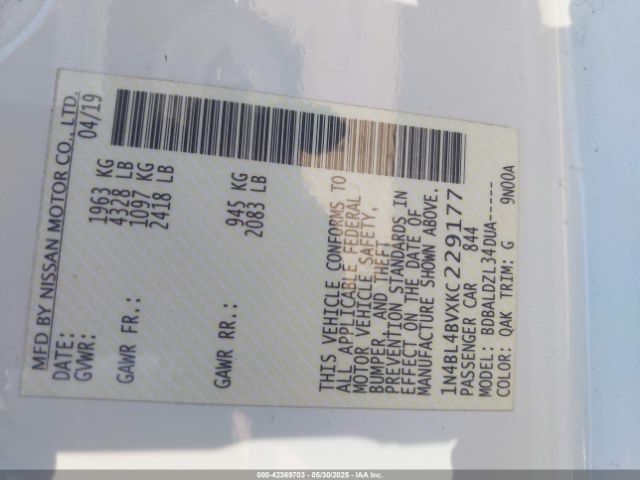 MFD BY NISSAN MOTOR CO., LTD.
DATE: 04/19
GVWR: 1963 KG
4328 LB
GAWR FR.: 1097 KG
2418 LB
GAWR RR.: 945 KG
2083 LB
THIS VEHICLE CONFORMS TO
ALL APPLICABLE FEDERAL
MOTOR VEHICLE SAFETY,
BUMPER, AND THEFT
PREVENTION STANDARDS IN
EFFECT ON THE DATE OF
MANUFACTURE SHOWN ABOVE.
1N4BL4BVXKC229177
PASSENGER CAR 844
MODEL: BDBALDZL34DUA-----
COLOR: QAK TRIM: G 9N00A
000-42369703 — 05/30/2025 — IAA Inc.